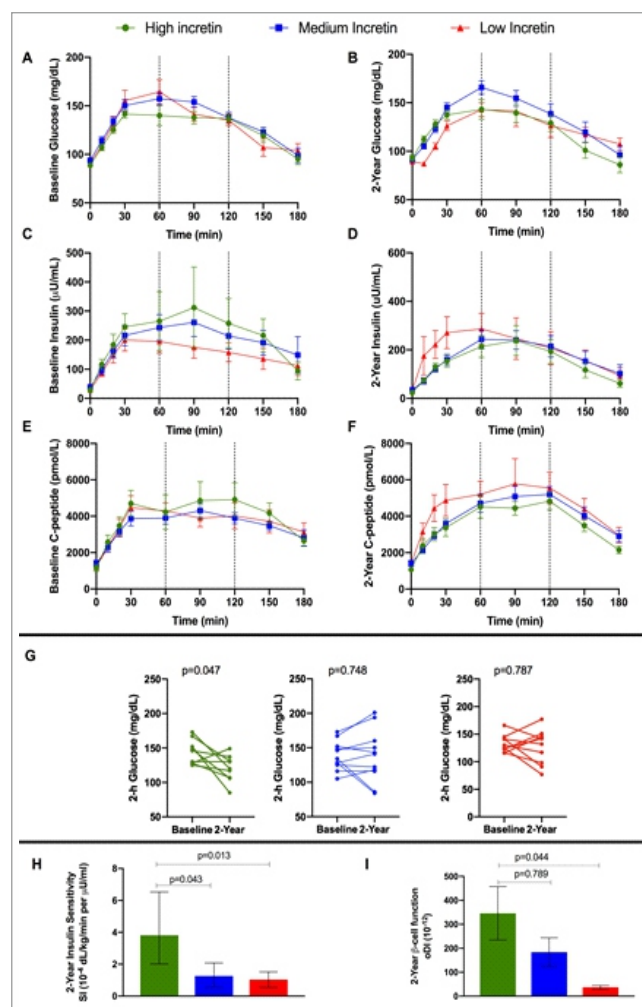 High incretin Medium Incretin Low Incretin
A
Baseline Glucose (mg/dL)
200
150
100
50
0 30 60 90 120 150 180
Time (min)
B
2-Year Glucose (mg/dL)
200
150
100
50
0 30 60 90 120 150 180
Time (min)
C
Baseline Insulin (μU/mL)
500
400
300
200
100
0
0 30 60 90 120 150 180
Time (min)
D
2-Year Insulin (uU/mL)
600
400
200
0
0 30 60 90 120 150 180
Time (min)
E
Baseline C-peptide (pmol/L)
8000
6000
4000
2000
0
0 30 60 90 120 150 180
Time (min)
F
2-Year C-peptide (pmol/L)
8000
6000
4000
2000
0
0 30 60 90 120 150 180
Time (min)
G
p=0.047
2-h Glucose (mg/dL)
250
200
150
100
50
Baseline 2-Year
p=0.748
2-h Glucose (mg/dL)
250
200
150
100
50
Baseline 2-Year
p=0.787
2-h Glucose (mg/dL)
250
200
150
100
50
0
Baseline 2-Year
H
2-Year Insulin Sensitivity
SI (10⁻⁴ dL/kg/min per μU/ml)
8
6
4
2
0
p=0.013
p=0.043
I
2-Year β-cell function
oDI (10⁻¹²)
500
400
300
200
100
0
p=0.044
p=0.789